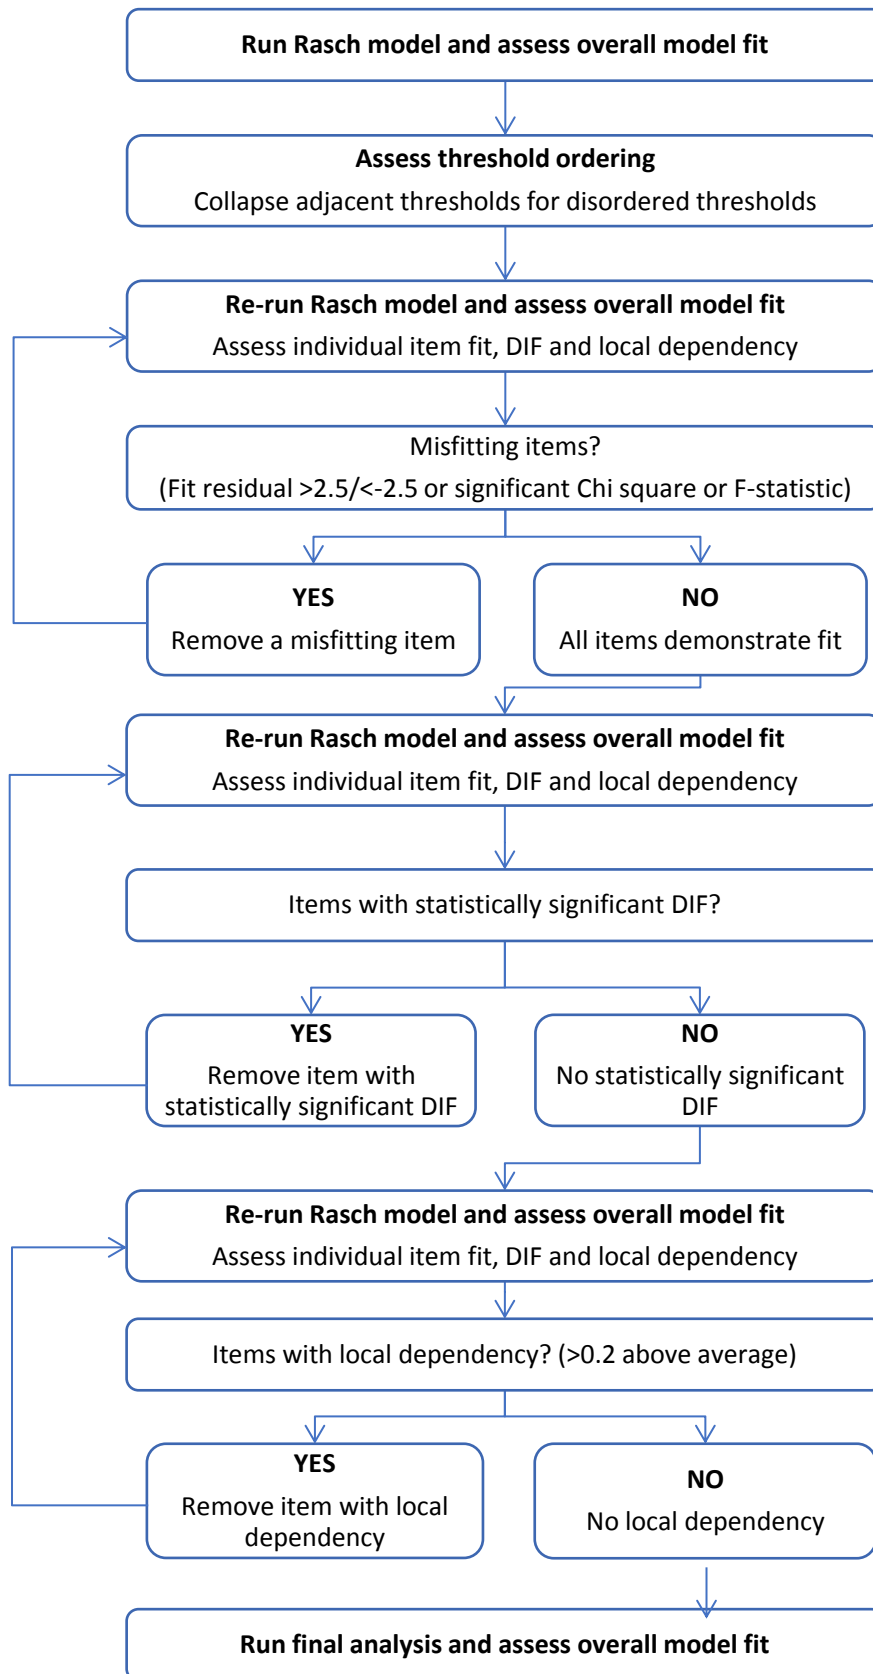 Run Rasch model and assess overall model fit
Assess threshold ordering
Collapse adjacent thresholds for disordered thresholds
Re-run Rasch model and assess overall model fit
Assess individual item fit, DIF and local dependency
Misfitting items?
(Fit residual >2.5/<-2.5 or significant Chi square or F-statistic)
YES
Remove a misfitting item
NO
All items demonstrate fit
Re-run Rasch model and assess overall model fit
Assess individual item fit, DIF and local dependency
Items with statistically significant DIF?
YES
Remove item with
statistically significant DIF
NO
No statistically significant
DIF
Re-run Rasch model and assess overall model fit
Assess individual item fit, DIF and local dependency
Items with local dependency? (>0.2 above average)
YES
Remove item with local
dependency
NO
No local dependency
Run final analysis and assess overall model fit